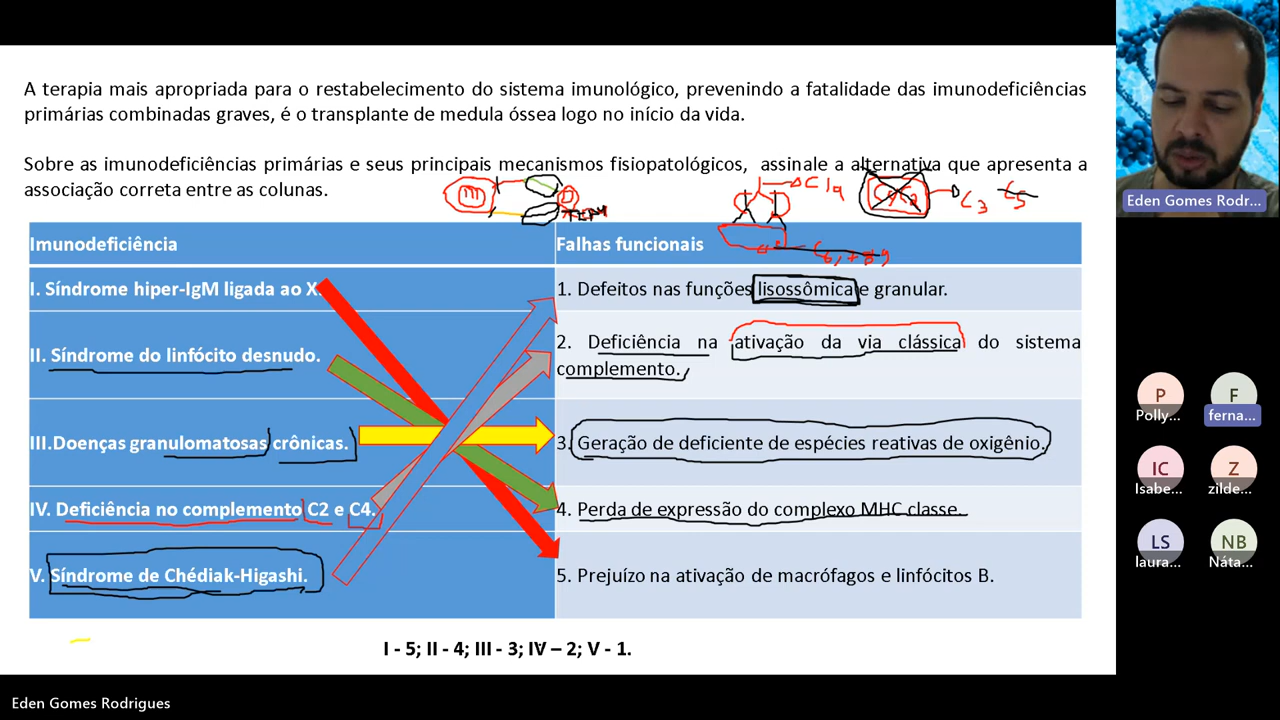 A terapia mais apropriada para o restabelecimento do sistema imunológico, prevenindo a fatalidade das imunodeficiências
primárias combinadas graves, é o transplante de medula óssea logo no início da vida.
Sobre as imunodeficiências primárias e seus principais mecanismos fisiopatológicos, assinale a alternativa que apresenta a
associação correta entre as colunas.
m
C1q
C3
C5
Imunodeficiência
Falhas funcionais
I. Síndrome hiper-IgM ligada ao X.
1. Defeitos nas funções lisossômica e granular.
II. Síndrome do linfócito desnudo.
2. Deficiência na ativação da via clássica do sistema
complemento.
III.Doenças granulomatosas crônicas.
3. Geração de deficiente de espécies reativas de oxigênio.
IV. Deficiência no complemento C2 e C4.
4. Perda de expressão do complexo MHC classe.
V. Síndrome de Chédiak-Higashi.
5. Prejuízo na ativação de macrófagos e linfócitos B.
I - 5; II - 4; III - 3; IV – 2; V - 1.
Eden Gomes Rodr...
P
Polly...
F
ferna...
IC
Isabe...
Z
zilde...
LS
laura...
NB
Náta...
Eden Gomes Rodrigues